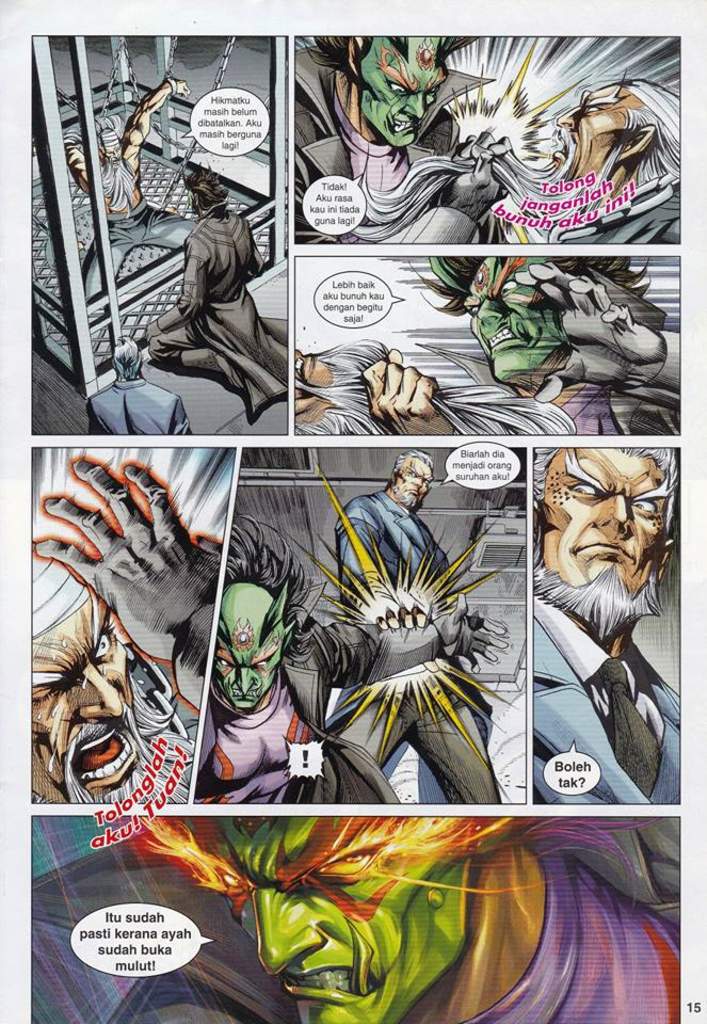 Hikmatku
masih belum
dibatalkan. Aku
masih berguna
lagi!
Tidak!
Aku rasa
kau ini tiada
guna lagi!
Tolong
janganlah
bunuh aku ini!
Lebih baik
aku bunuh kau
dengan begitu
saja!
Tolonglah
aku! Tuan!
Biarlah dia
menjadi orang
suruhan aku!
!
Boleh
tak?
Itu sudah
pasti kerana ayah
sudah buka
mulut!
15